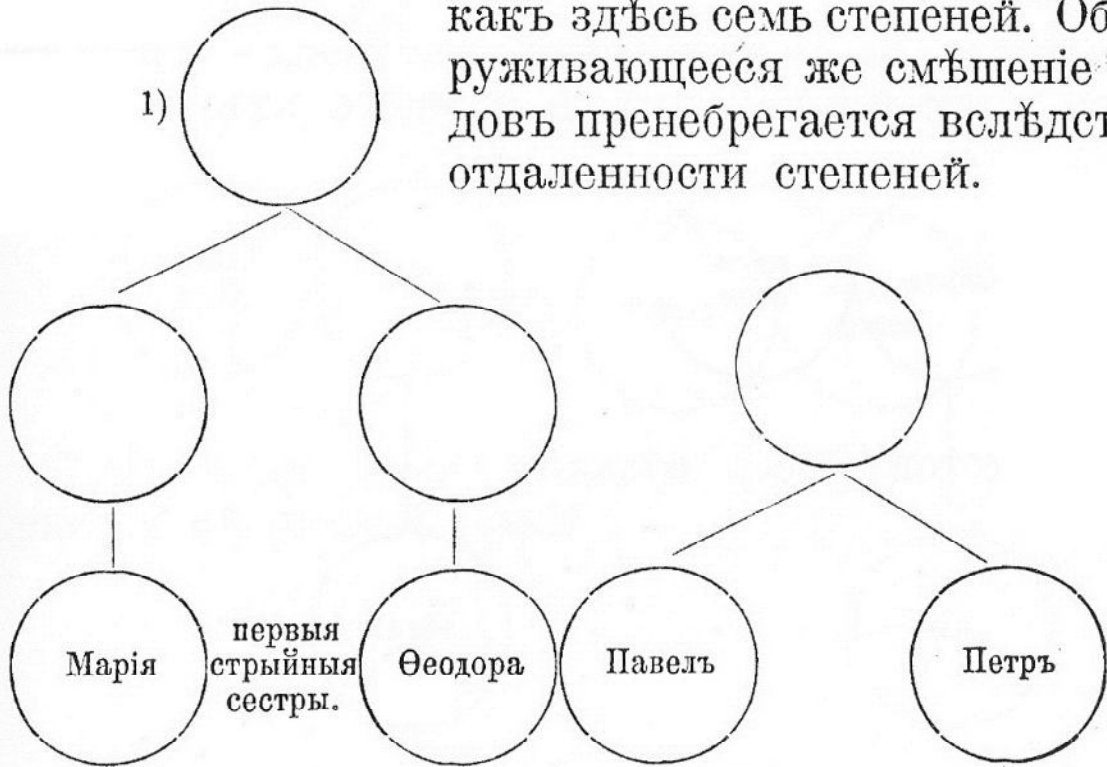 какъ здѣсь семь степеней. Об
руживающееся же смѣшеніе
довъ пренебрегается вслѣдст
отдаленности степеней.
1)
Марія
первыя
стрыйныя
сестры.
Ѳеодора
Павелъ
Петръ